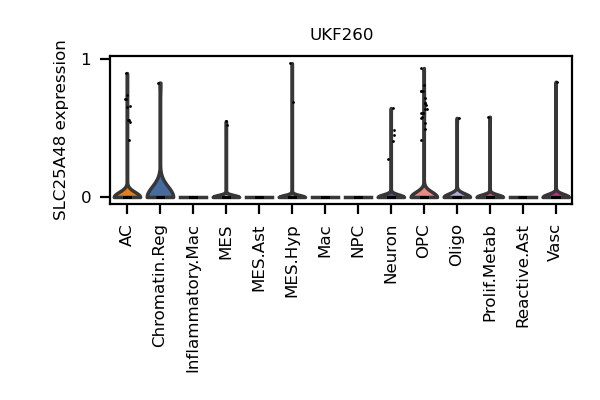 UKF260
SLC25A48 expression
1
0
AC
Chromatin.Reg
Inflammatory.Mac
MES
MES.Ast
MES.Hyp
Mac
NPC
Neuron
OPC
Oligo
Prolif.Metab
Reactive.Ast
Vasc